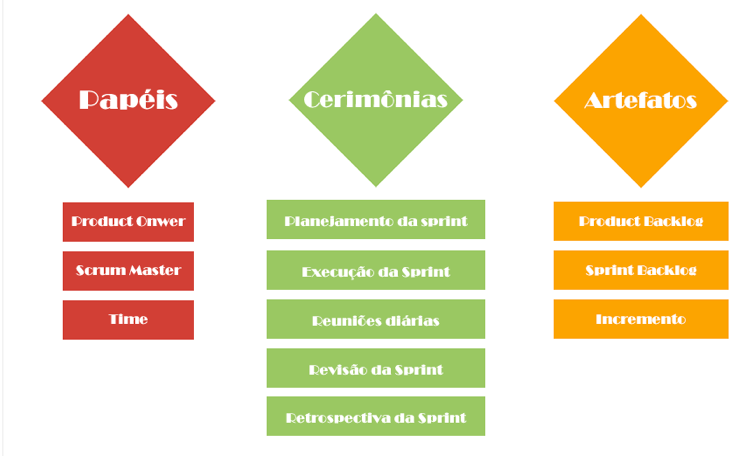 Papéis
Product Onwer
Scrum Master
Time
Cerimônias
Planejamento da sprint
Execução da Sprint
Reuniões diárias
Revisão da Sprint
Retrospectiva da Sprint
Artefatos
Product Backlog
Sprint Backlog
Incremento